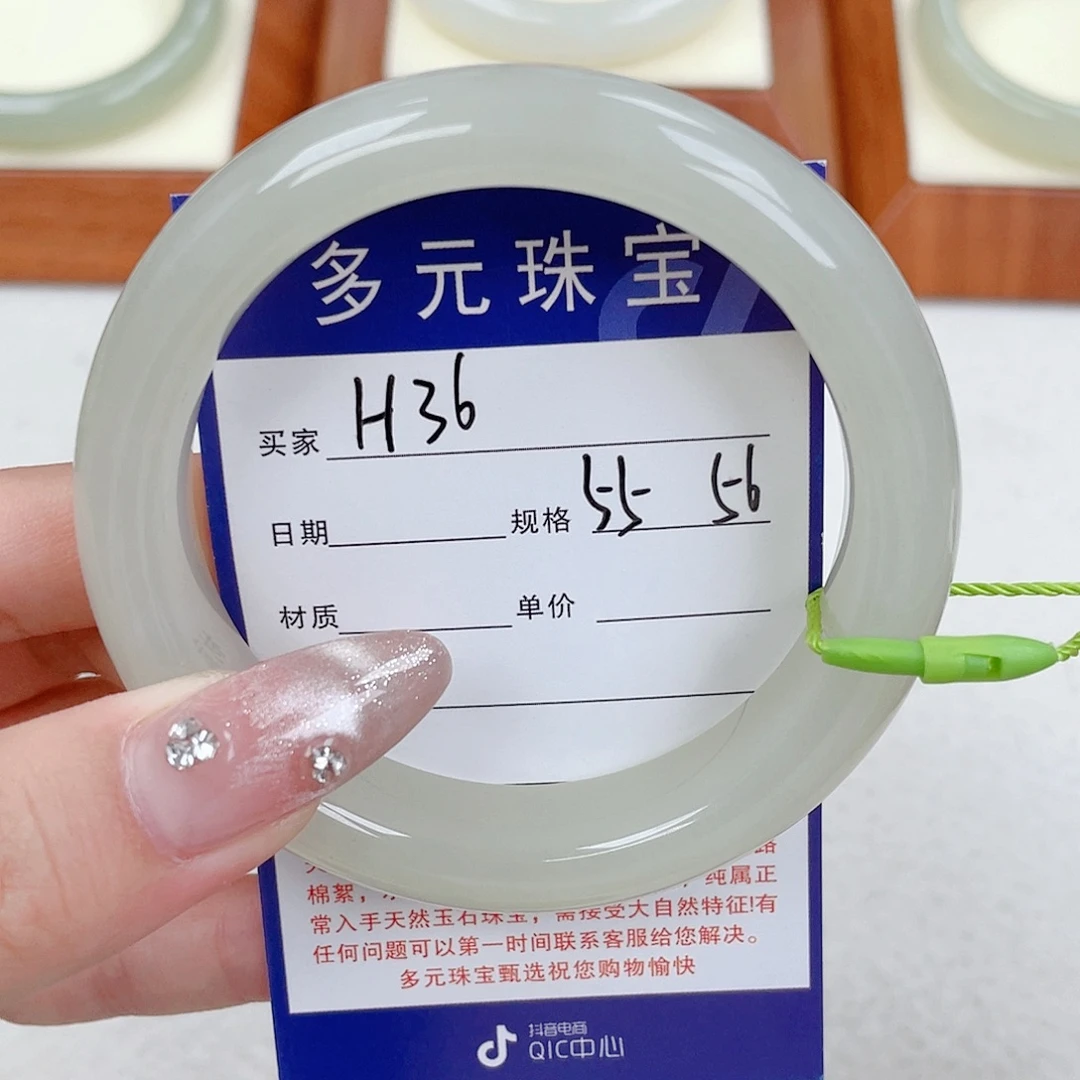 多元珠宝
买家 H36
日期 规格 55 56
材质 单价
路
棉絮， 纯属正
常入手天然玉石珠宝，需接受大自然特征!有
任何问题可以第一时间联系客服给您解决。
多元珠宝甄选祝您购物愉快
抖音电商
QIC中心